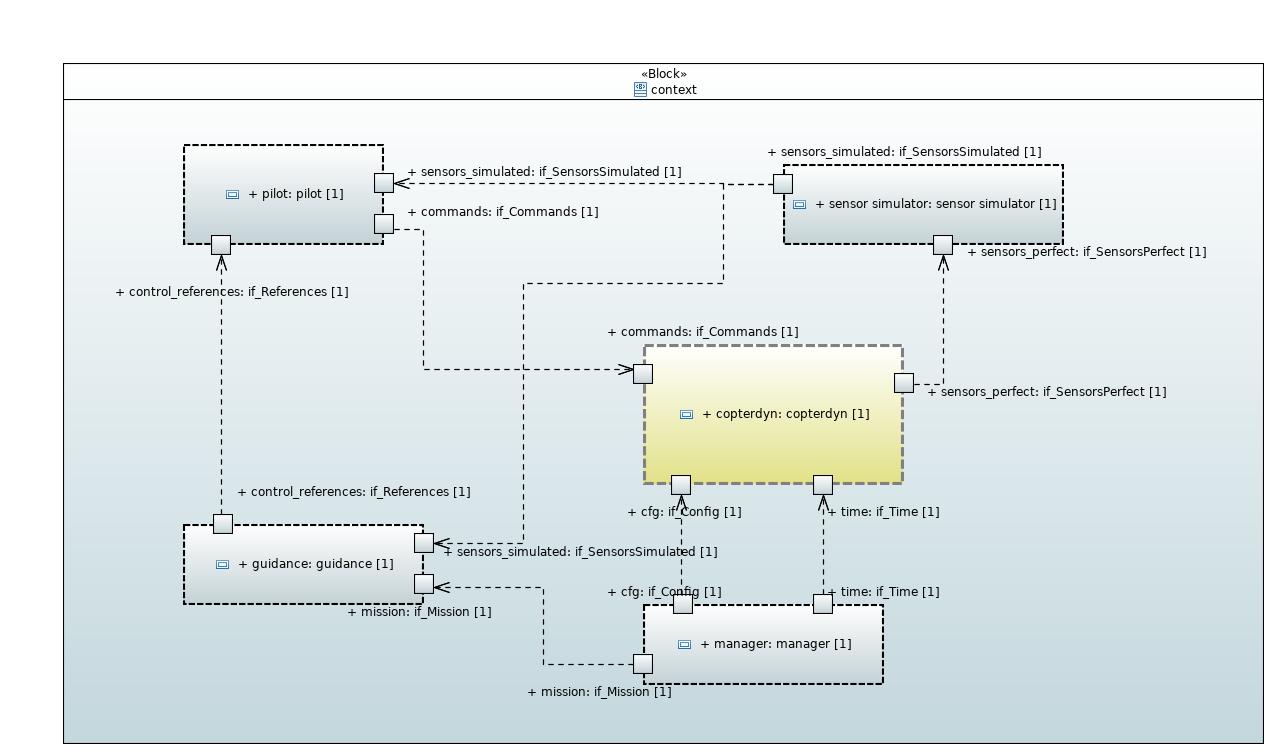 «Block»
context
+ sensors_simulated: if_SensorsSimulated [1]
+ sensors_simulated: if_SensorsSimulated [1]
+ pilot: pilot [1]
+ sensor simulator: sensor simulator [1]
+ commands: if_Commands [1]
+ sensors_perfect: if_SensorsPerfect [1]
+ control_references: if_References [1]
+ commands: if_Commands [1]
+ sensors_perfect: if_SensorsPerfect [1]
+ copterdyn: copterdyn [1]
+ control_references: if_References [1]
+ cfg: if_Config [1]
+ time: if_Time [1]
+ sensors_simulated: if_SensorsSimulated [1]
+ guidance: guidance [1]
+ cfg: if_Config [1]
+ time: if_Time [1]
+ mission: if_Mission [1]
+ manager: manager [1]
+ mission: if_Mission [1]